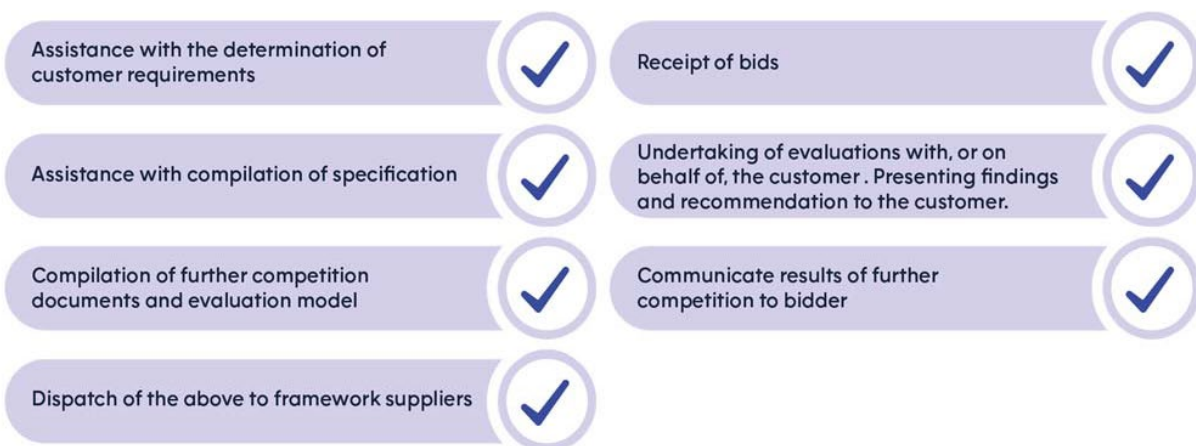 Assistance with the determination of
customer requirements
Assistance with compilation of specification
Compilation of further competition
documents and evaluation model
Dispatch of the above to framework suppliers
Receipt of bids
Undertaking of evaluations with, or on
behalf of, the customer . Presenting findings
and recommendation to the customer.
Communicate results of further
competition to bidder